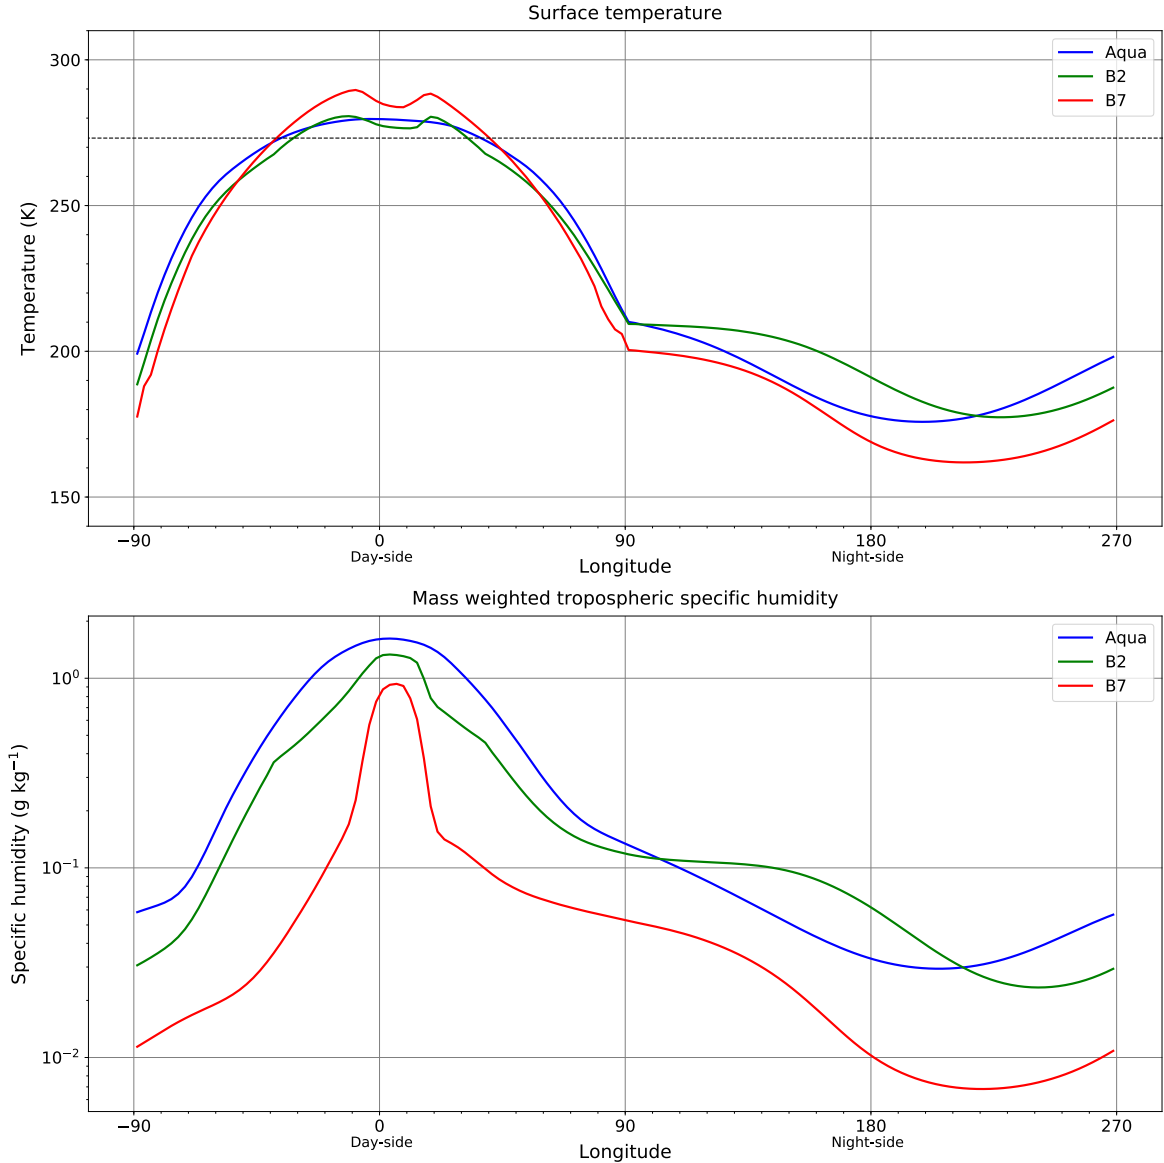 Surface temperature
Temperature (K)
300
250
200
150
Aqua
B2
B7
−90 0 90 180 270
Day-side Night-side
Longitude
Mass weighted tropospheric specific humidity
Specific humidity (g kg⁻¹)
10⁰
10⁻¹
10⁻²
Aqua
B2
B7
−90 0 90 180 270
Day-side Night-side
Longitude